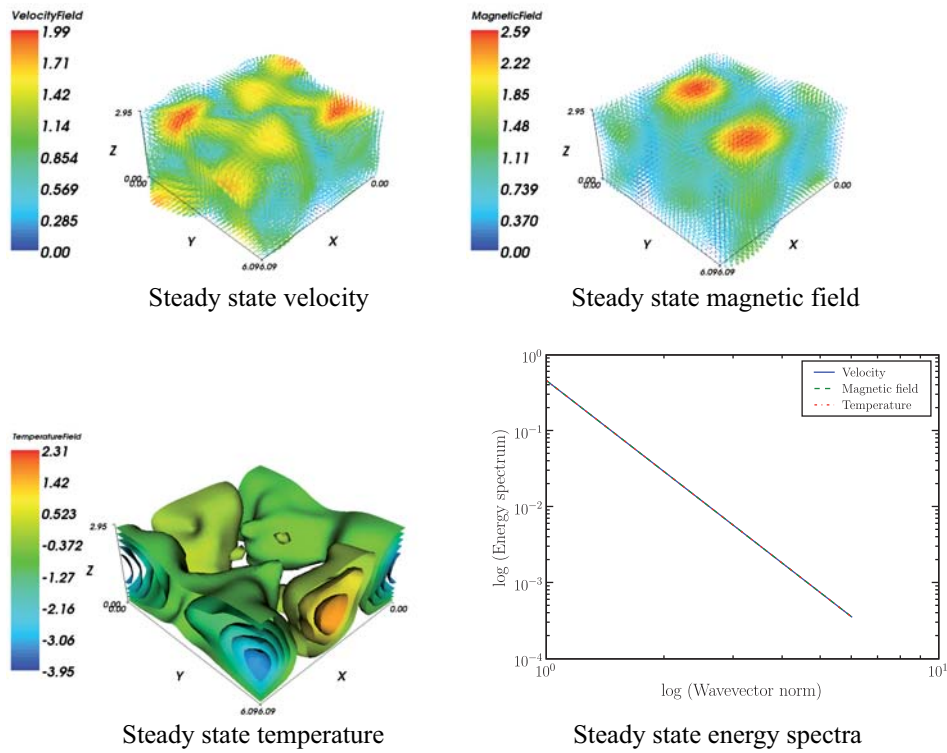 VelocityField
1.99
1.71
1.42
1.14
0.854
0.569
0.285
0.00
2.95
Z
0.00
0.00
Y
6.096.09
X
0.00
Steady state velocity
MagneticField
2.59
2.22
1.85
1.48
1.11
0.739
0.370
0.00
2.95
Z
0.00
0.00
Y
6.096.09
X
0.00
Steady state magnetic field
TemperatureField
2.31
1.42
0.523
-0.372
-1.27
-2.16
-3.06
-3.95
2.95
Z
0.00
0.00
Y
6.096.09
X
0.00
Steady state temperature
log (Energy spectrum)
10^0
10^-1
10^-2
10^-3
10^-4
10^0
10^1
log (Wavevector norm)
Velocity
Magnetic field
Temperature
Steady state energy spectra